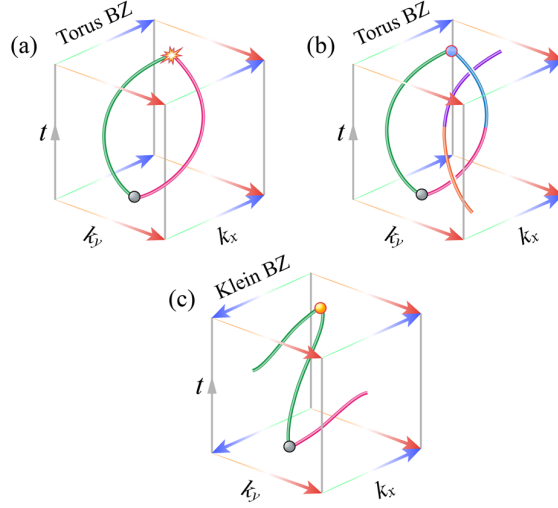 (a)
Torus BZ
t
k_y
k_x
(b)
Torus BZ
t
k_y
k_x
(c)
Klein BZ
t
k_y
k_x